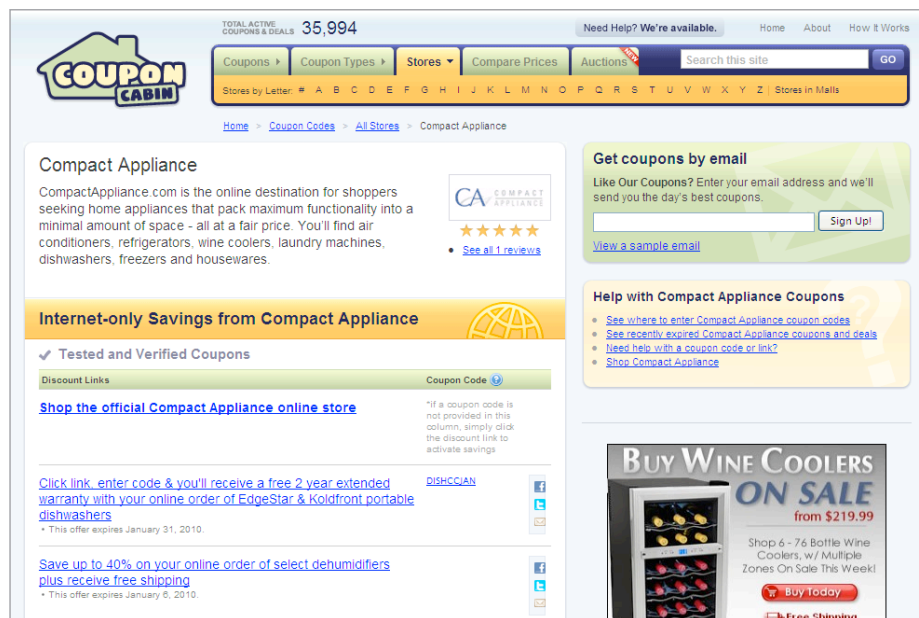 TOTAL ACTIVE
COUPONS & DEALS 35,994
Need Help? We're available.
Home About How It Works
COUPON
CABIN
Coupons Coupon Types Stores Compare Prices Auctions NEW Search this site GO
Stores by Letter: # A B C D E F G H I J K L M N O P Q R S T U V W X Y Z | Stores in Malls
Home > Coupon Codes > All Stores > Compact Appliance
Compact Appliance
CompactAppliance.com is the online destination for shoppers
seeking home appliances that pack maximum functionality into a
minimal amount of space - all at a fair price. You'll find air
conditioners, refrigerators, wine coolers, laundry machines,
dishwashers, freezers and housewares.
CA COMPACT
APPLIANCE
• See all 1 reviews
Get coupons by email
Like Our Coupons? Enter your email address and we'll
send you the day's best coupons.
Sign Up!
View a sample email
Internet-only Savings from Compact Appliance
Tested and Verified Coupons
Discount Links Coupon Code ?
Shop the official Compact Appliance online store
*if a coupon code is
not provided in this
column, simply click
the discount link to
activate savings
Click link, enter code & you'll receive a free 2 year extended
warranty with your online order of EdgeStar & Koldfront portable
dishwashers
• This offer expires January 31, 2010.
DISHCCJAN
Save up to 40% on your online order of select dehumidifiers
plus receive free shipping
• This offer expires January 6, 2010.
Help with Compact Appliance Coupons
See where to enter Compact Appliance coupon codes
See recently expired Compact Appliance coupons and deals
Need help with a coupon code or link?
Shop Compact Appliance
BUY WINE COOLERS
ON SALE
from $219.99
Shop 6 - 76 Bottle Wine
Coolers, w/ Multiple
Zones On Sale This Week!
Buy Today
Free Shipping